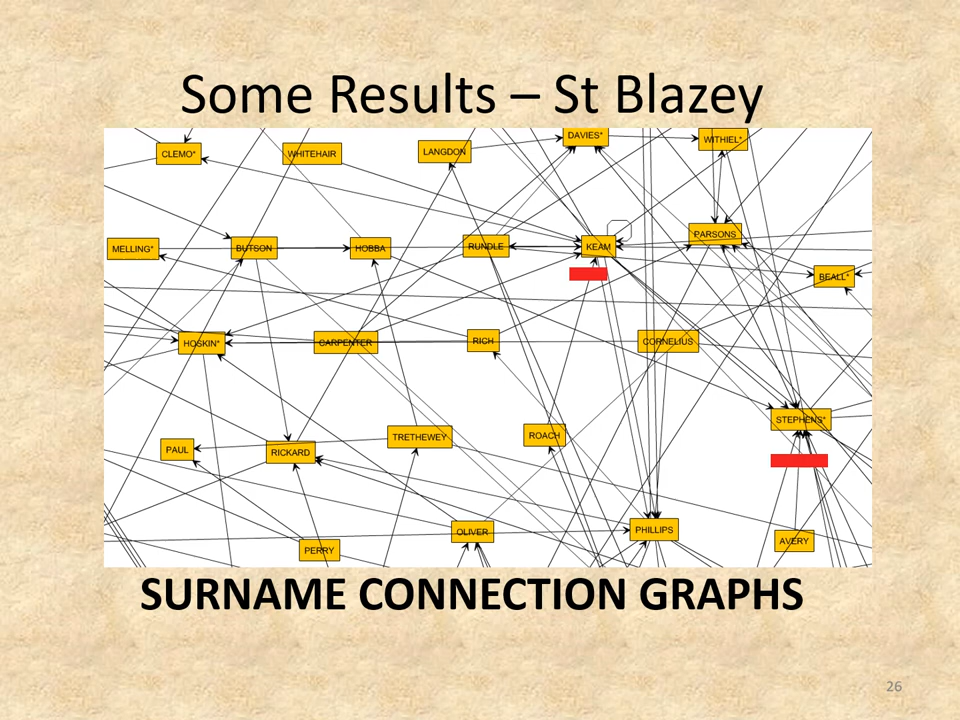 Some Results – St Blazey
DAVIES*
WITHIEL*
CLEMO*
WHITEHAIR
LANGDON
PARSONS
MELLING*
BUTSON
HOBBA
RUNDLE
KEAM
BEALL*
HOSKIN*
CARPENTER
RICH
CORNELIUS
STEPHENS*
PAUL
RICKARD
TRETHEWEY
ROACH
PERRY
OLIVER
PHILLIPS
AVERY
SURNAME CONNECTION GRAPHS
26